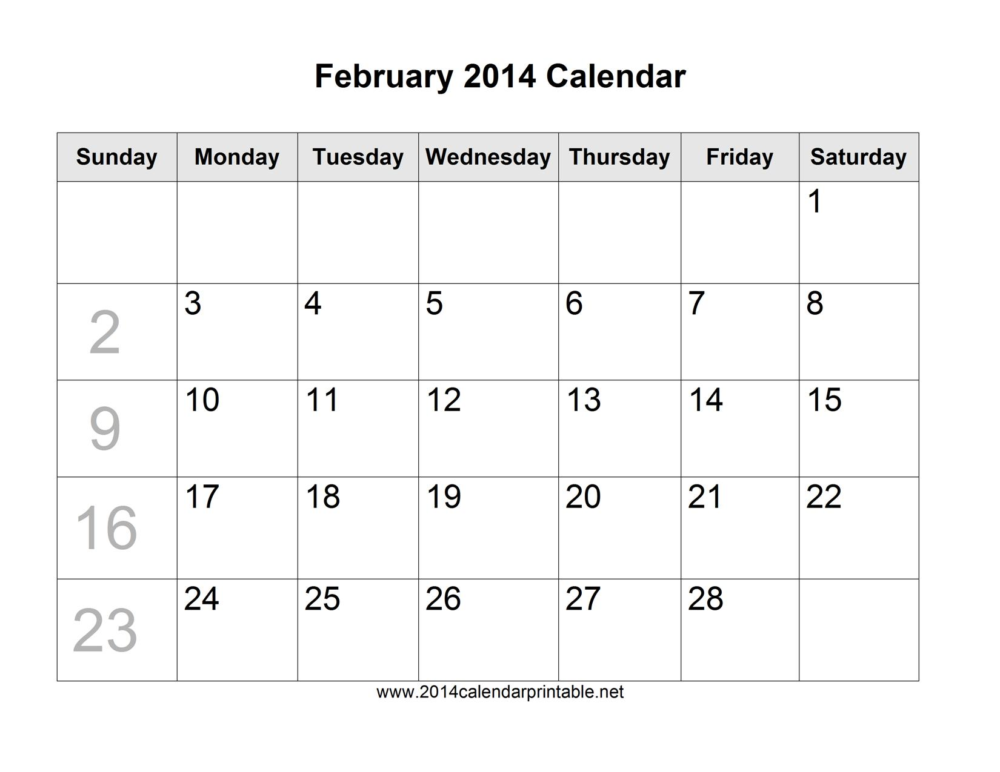 February 2014 Calendar
Sunday Monday Tuesday Wednesday Thursday Friday Saturday
1
2 3 4 5 6 7 8
9 10 11 12 13 14 15
16 17 18 19 20 21 22
23 24 25 26 27 28
www.2014calendarprintable.net